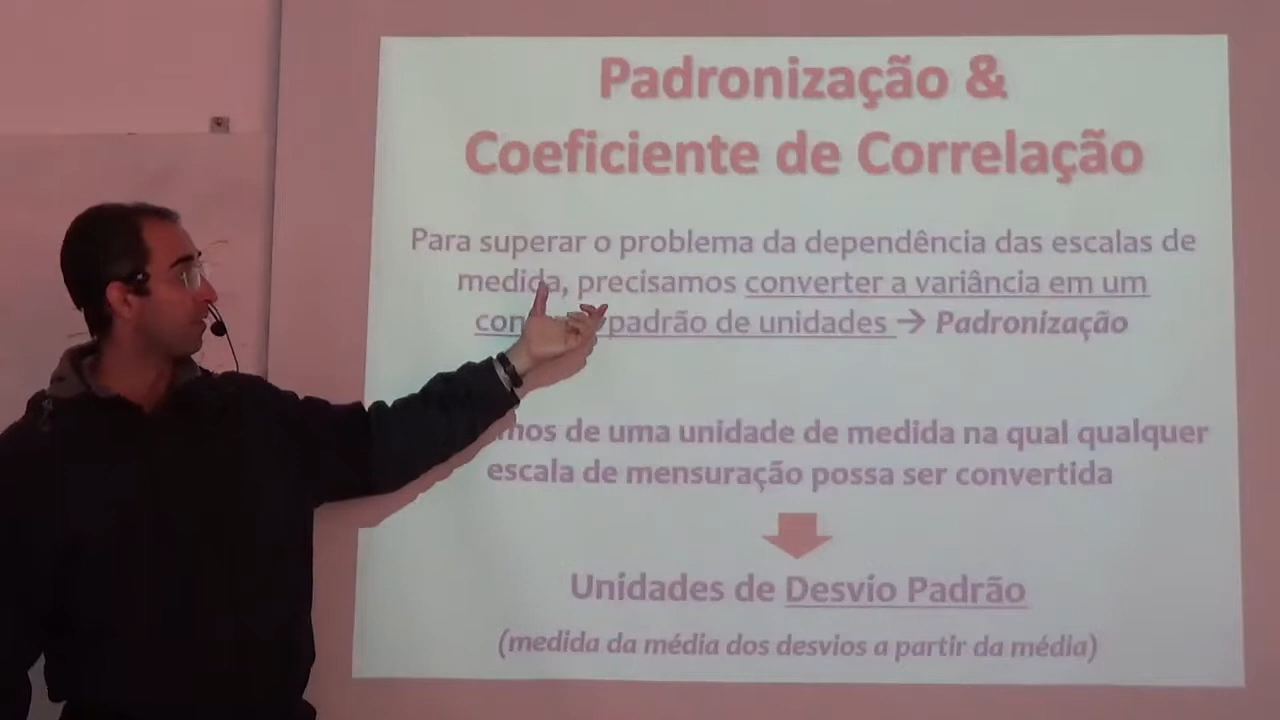 Padronização &
Coeficiente de Correlação
Para superar o problema da dependência das escalas de
medida, precisamos converter a variância em um
padrão de unidades → Padronização
de uma unidade de medida na qual qualquer
escala de mensuração possa ser convertida
Unidades de Desvio Padrão
(medida da média dos desvios a partir da média)